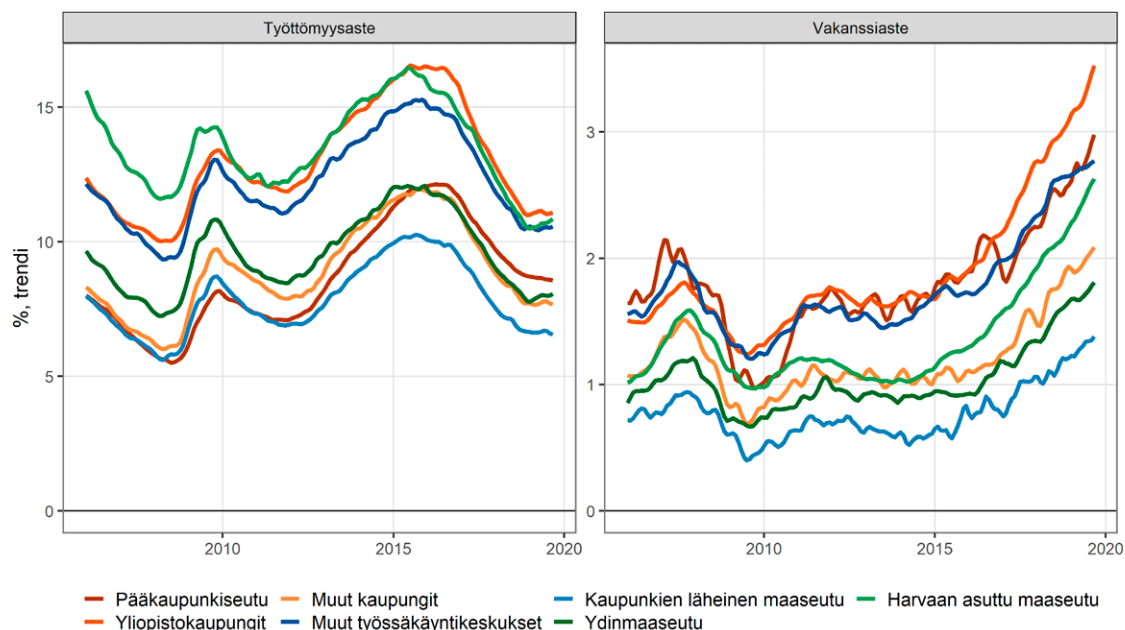 Työttömyysaste
Vakanssiaste
%, trendi
15
10
5
0
3
2
1
0
2010
2015
2020
2010
2015
2020
Pääkaupunkiseutu
Muut kaupungit
Kaupunkien läheinen maaseutu
Harvaan asuttu maaseutu
Yliopistokaupungit
Muut työssäkäyntikeskukset
Ydinmaaseutu